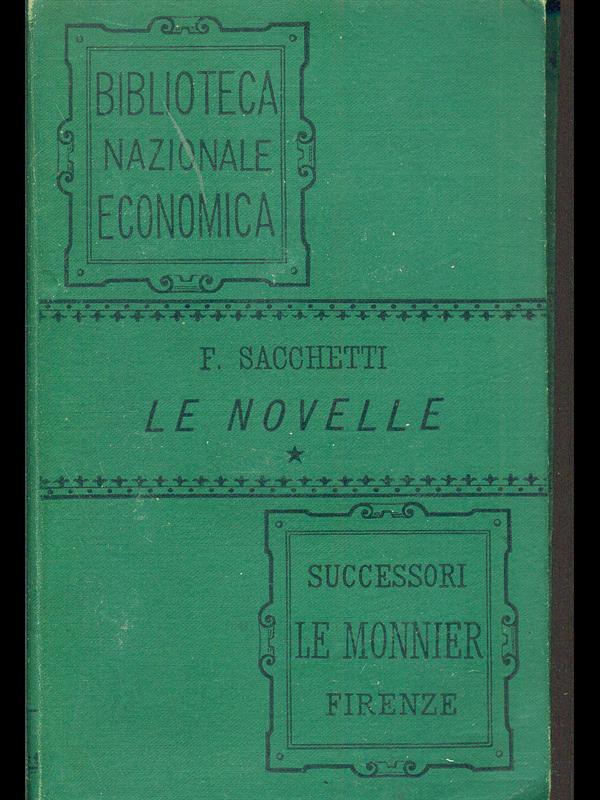 BIBLIOTECA
NAZIONALE
ECONOMICA
F. SACCHETTI
LE NOVELLE
★
SUCCESSORI
LE MONNIER
FIRENZE